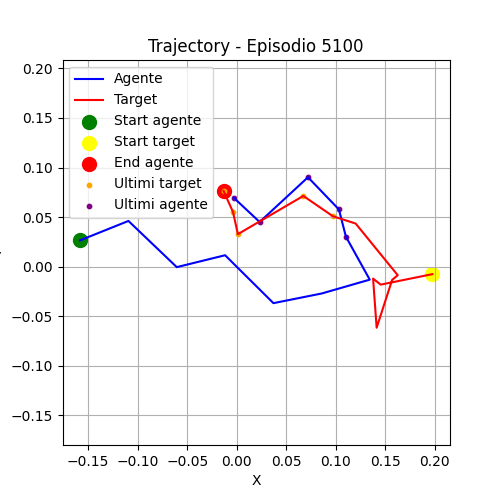 Trajectory - Episodio 5100
Agente
Target
Start agente
Start target
End agente
Ultimi target
Ultimi agente
0.20
0.15
0.10
0.05
0.00
−0.05
−0.10
−0.15
−0.15
−0.10
−0.05
0.00
0.05
0.10
0.15
0.20
X